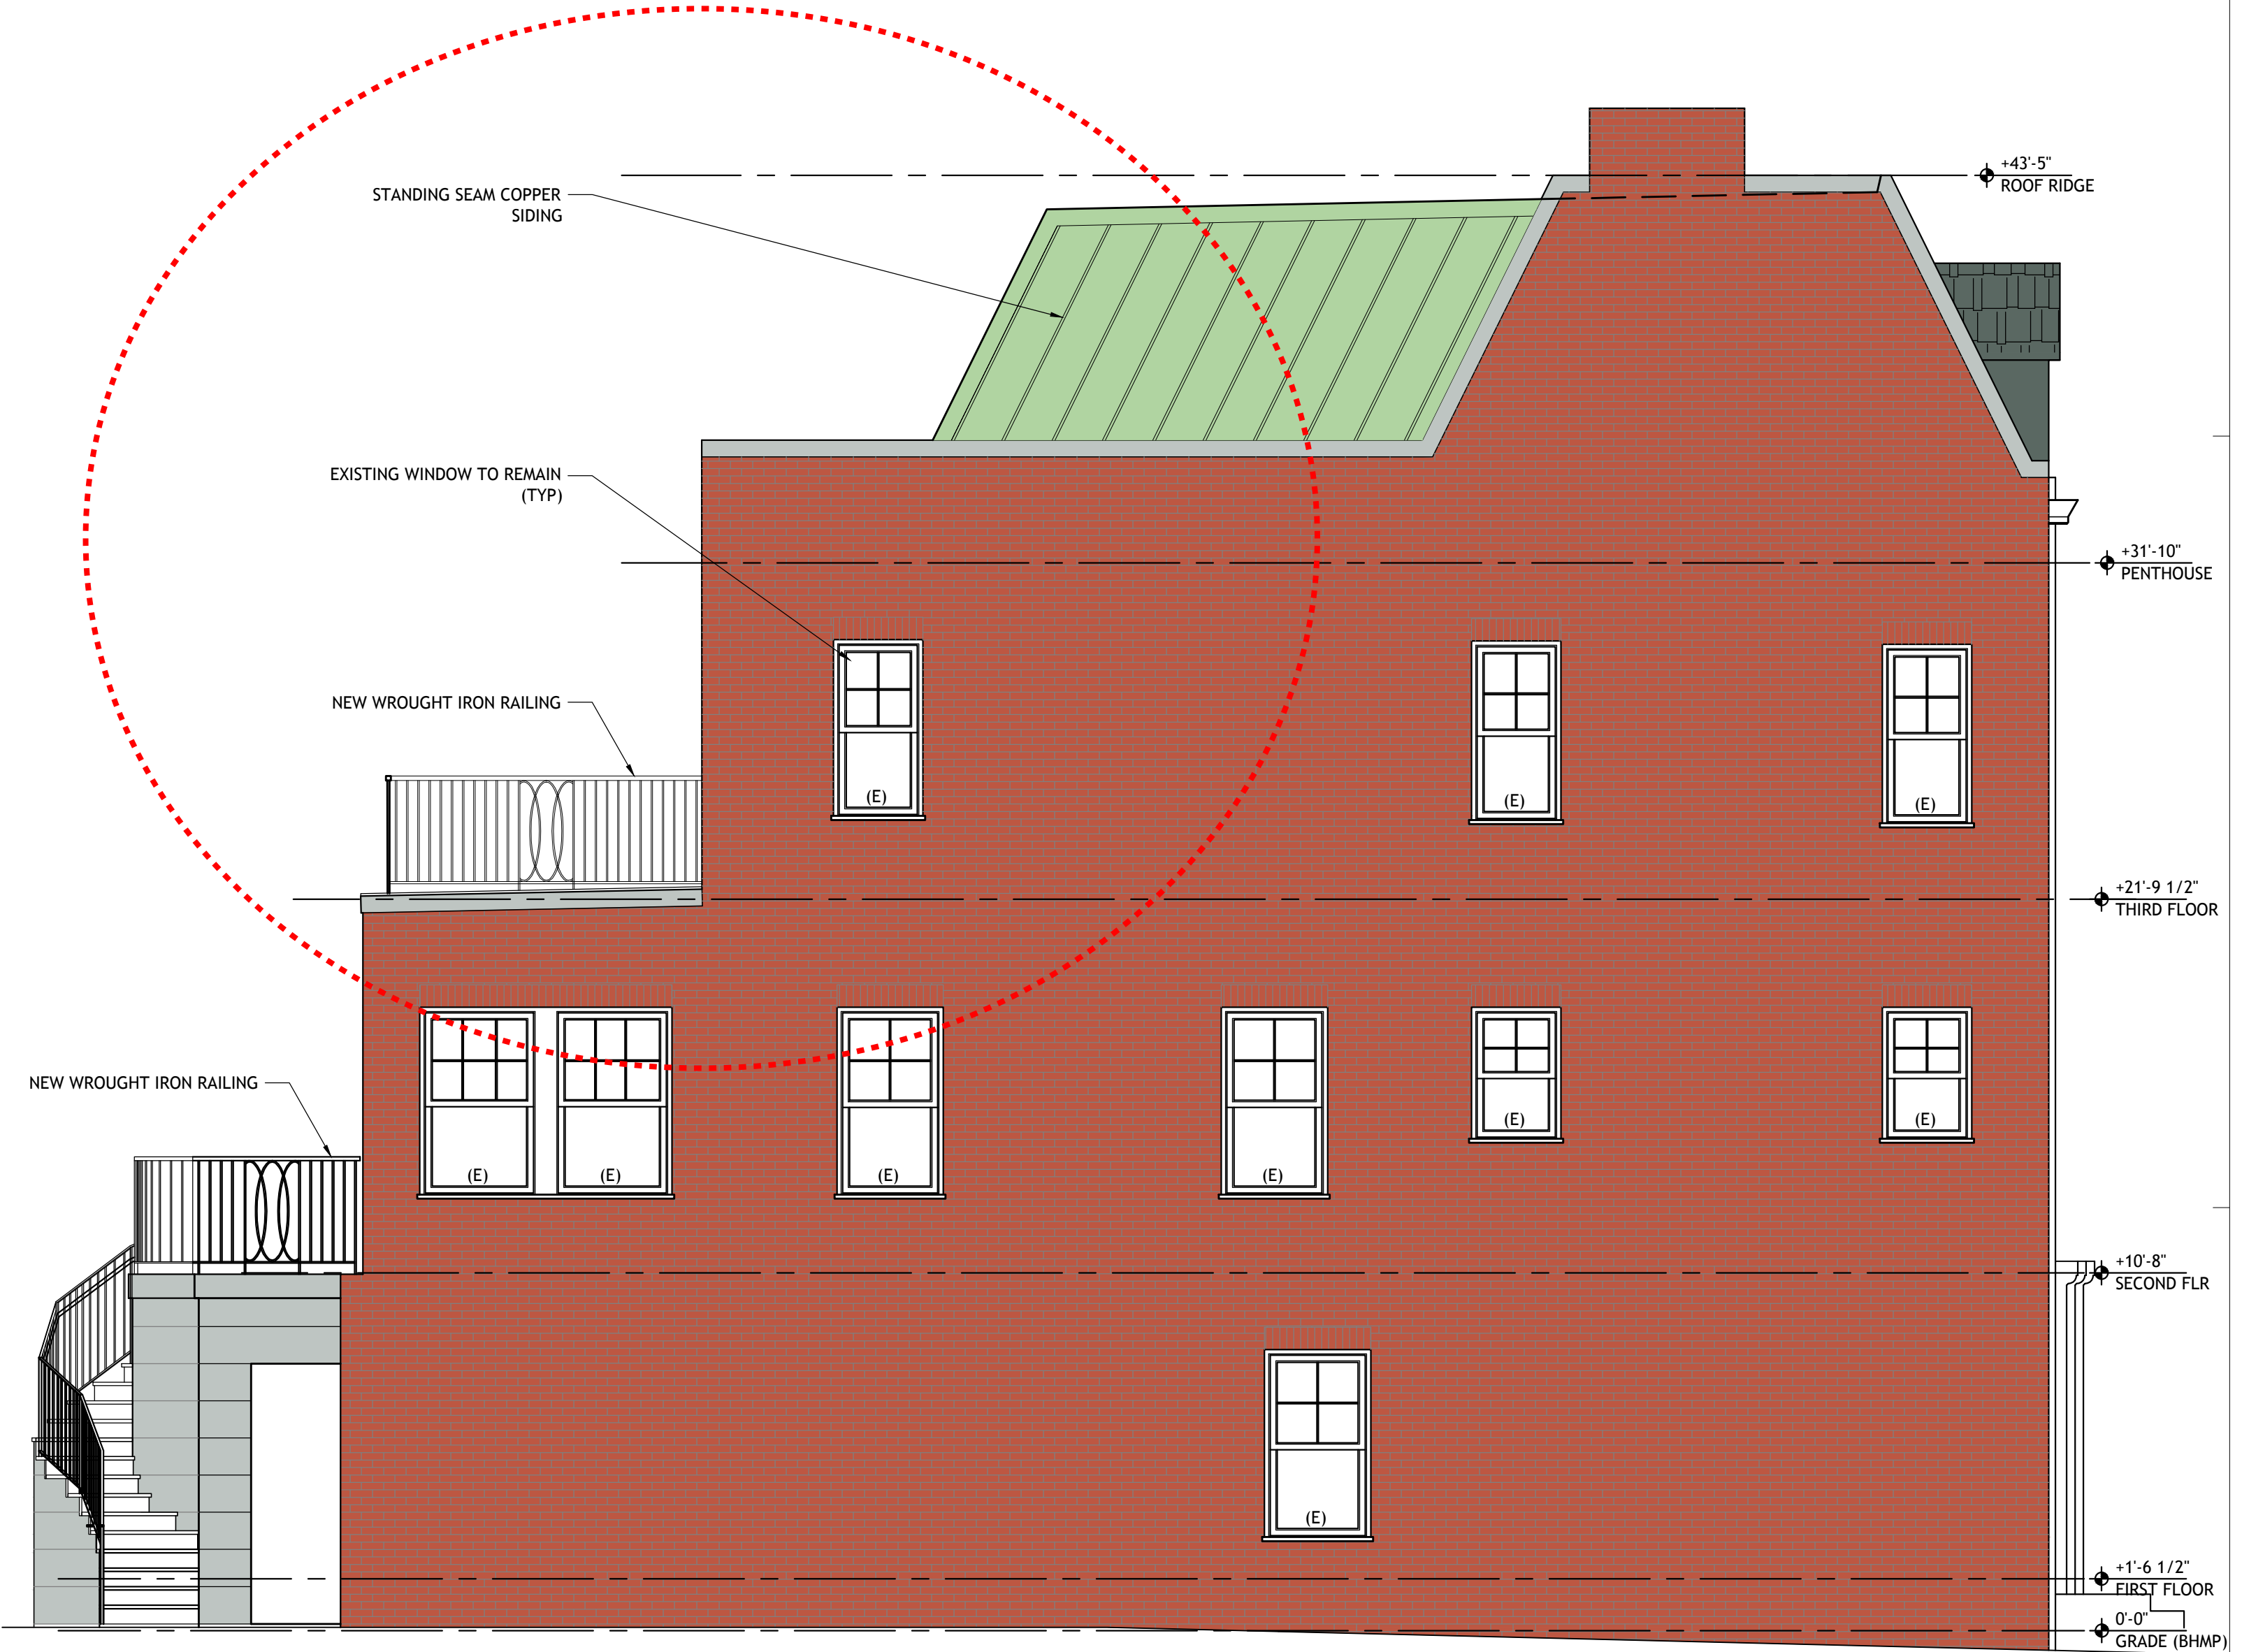 +43'-5"
ROOF RIDGE
STANDING SEAM COPPER
SIDING
EXISTING WINDOW TO REMAIN
(TYP)
+31'-10"
PENTHOUSE
NEW WROUGHT IRON RAILING
(E)
(E)
(E)
+21'-9 1/2"
THIRD FLOOR
NEW WROUGHT IRON RAILING
(E)
(E)
(E)
(E)
(E)
(E)
+10'-8"
SECOND FLR
(E)
+1'-6 1/2"
FIRST FLOOR
0'-0"
GRADE (BHMP)